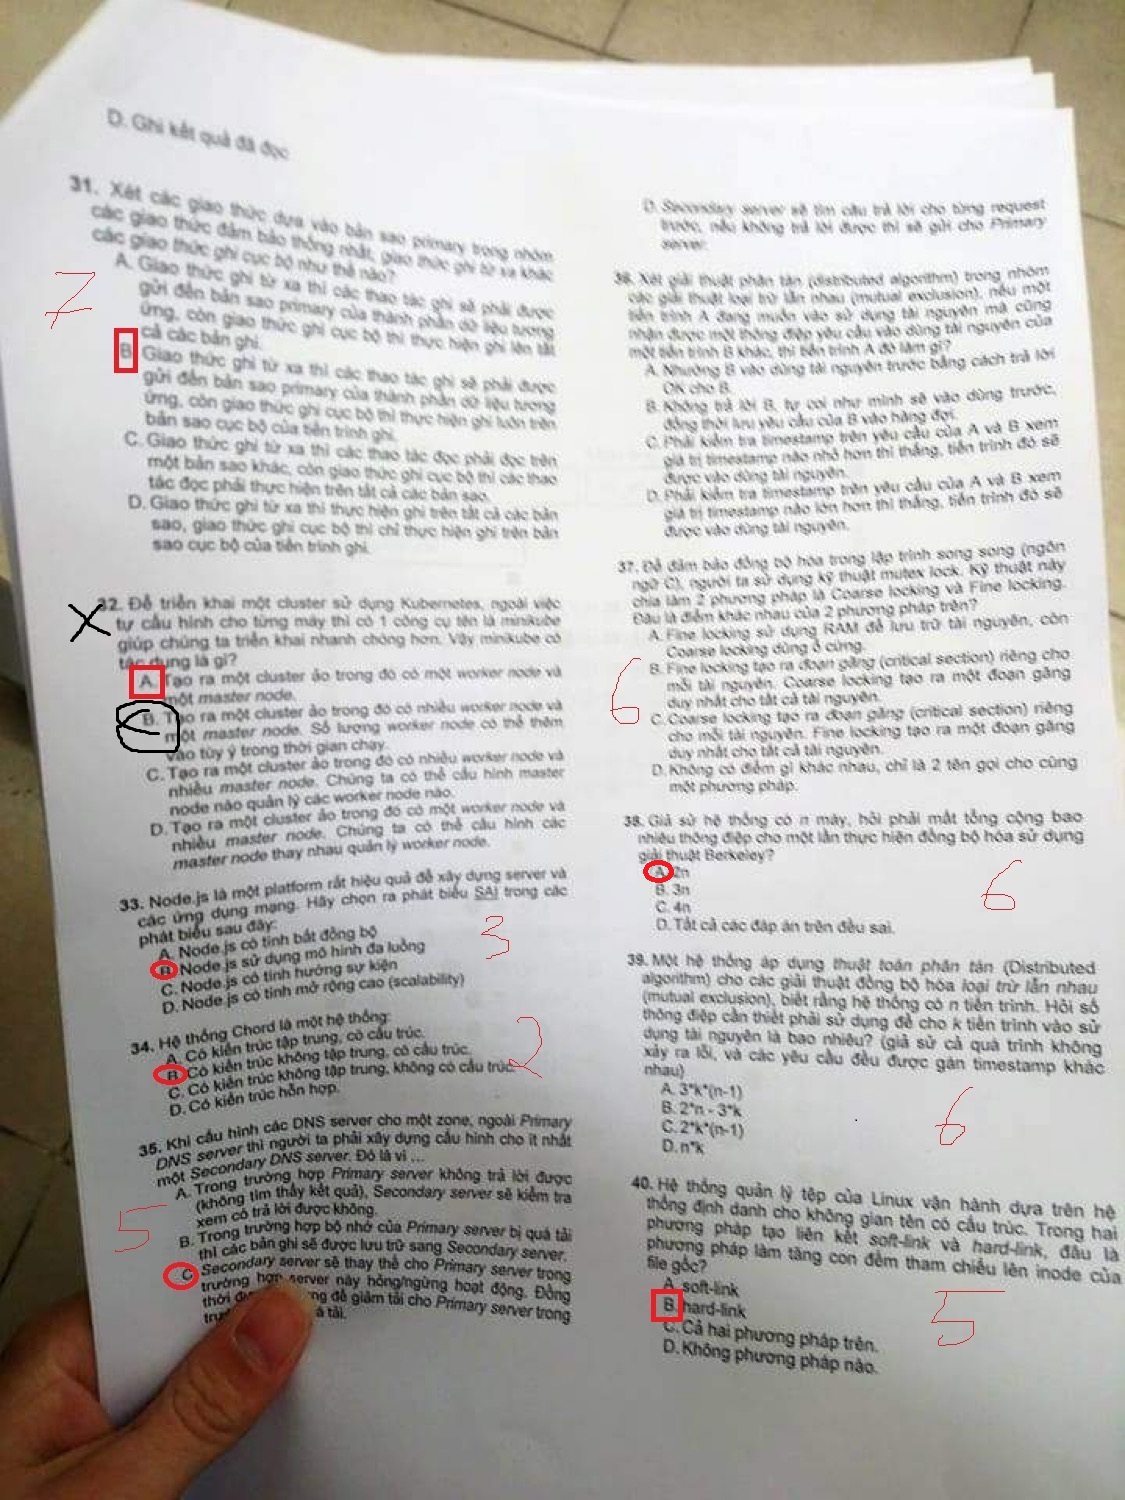 D. Ghi kết quả đã đọc
31. Xét các giao thức dựa vào bản sao primary trong nhóm
các giao thức đảm bảo thống nhất, giao thức ghi từ xa khác
các giao thức ghi cục bộ như thế nào?
A. Giao thức ghi từ xa thì các thao tác ghi sẽ phải được
gửi đến bản sao primary của thành phần dữ liệu tương
ứng, còn giao thức ghi cục bộ thì thực hiện ghi lên tất
cả các bản ghi.
7
B. Giao thức ghi từ xa thì các thao tác ghi sẽ phải được
gửi đến bản sao primary của thành phần dữ liệu tương
ứng, còn giao thức ghi cục bộ thì thực hiện ghi luôn trên
bản sao cục bộ của tiến trình ghi.
C. Giao thức ghi từ xa thì các thao tác đọc phải đọc trên
một bản sao khác, còn giao thức ghi cục bộ thì các thao
tác đọc phải thực hiện trên tất cả các bản sao.
D. Giao thức ghi từ xa thì thực hiện ghi trên tất cả các bản
sao, giao thức ghi cục bộ thì chỉ thực hiện ghi trên bản
sao cục bộ của tiến trình ghi.
X
32. Để triển khai một cluster sử dụng Kubernetes, ngoài việc
tự cấu hình cho từng máy thì có 1 công cụ tên là minikube
giúp chúng ta triển khai nhanh chóng hơn. Vậy minikube có
tác dụng là gì?
A. Tạo ra một cluster ảo trong đó có một worker node và
một master node.
B. Tạo ra một cluster ảo trong đó có nhiều worker node và
một master node. Số lượng worker node có thể thêm
vào tùy ý trong thời gian chạy.
C. Tạo ra một cluster ảo trong đó có nhiều worker node và
nhiều master node. Chúng ta có thể cấu hình master
node nào quản lý các worker node nào.
D. Tạo ra một cluster ảo trong đó có một worker node và
nhiều master node. Chúng ta có thể cấu hình các
master node thay nhau quản lý worker node.
33. Node.js là một platform rất hiệu quả để xây dựng server và
các ứng dụng mạng. Hãy chọn ra phát biểu SAI trong các
phát biểu sau đây:
A. Node.js có tính bất đồng bộ
B. Node.js sử dụng mô hình đa luồng
C. Node.js có tính hướng sự kiện
D. Node.js có tính mở rộng cao (scalability)
3
34. Hệ thống Chord là một hệ thống:
A. Có kiến trúc tập trung, có cấu trúc.
B. Có kiến trúc không tập trung, có cấu trúc.
C. Có kiến trúc không tập trung, không có cấu trúc.
D. Có kiến trúc hỗn hợp.
2
35. Khi cấu hình các DNS server cho một zone, ngoài Primary
DNS server thì người ta phải xây dựng cấu hình cho ít nhất
một Secondary DNS server. Đó là vì ...
A. Trong trường hợp Primary server không trả lời được
(không tìm thấy kết quả), Secondary server sẽ kiểm tra
xem có trả lời được không.
5
B. Trong trường hợp bộ nhớ của Primary server bị quá tải
thì các bản ghi sẽ được lưu trữ sang Secondary server.
C. Secondary server sẽ thay thế cho Primary server trong
trường hợp server này hỏng/ngừng hoạt động. Đồng
thời để giảm tải cho Primary server trong
tải.
D. Secondary server sẽ tìm câu trả lời cho từng request
trước, nếu không trả lời được thì sẽ gửi cho Primary
server.
36. Xét giải thuật phân tán (distributed algorithm) trong nhóm
các giải thuật loại trừ lẫn nhau (mutual exclusion), nếu một
tiến trình A đang muốn vào sử dụng tài nguyên mà cũng
nhận được một thông điệp yêu cầu vào dùng tài nguyên của
một tiến trình B khác, thì tiến trình A đó làm gì?
A. Nhường B vào dùng tài nguyên trước bằng cách trả lời
OK cho B.
B. Không trả lời B, tự coi như mình sẽ vào dùng trước,
đồng thời lưu yêu cầu của B vào hàng đợi.
C. Phải kiểm tra timestamp trên yêu cầu của A và B xem
giá trị timestamp nào nhỏ hơn thì thắng, tiến trình đó sẽ
được vào dùng tài nguyên.
D. Phải kiểm tra timestamp trên yêu cầu của A và B xem
giá trị timestamp nào lớn hơn thì thắng, tiến trình đó sẽ
được vào dùng tài nguyên.
37. Để đảm bảo đồng bộ hóa trong lập trình song song (ngôn
ngữ C), người ta sử dụng kỹ thuật mutex lock. Kỹ thuật này
chia làm 2 phương pháp là Coarse locking và Fine locking.
Đâu là điểm khác nhau của 2 phương pháp trên?
A. Fine locking sử dụng RAM để lưu trữ tài nguyên, còn
Coarse locking dùng ổ cứng.
B. Fine locking tạo ra đoạn găng (critical section) riêng cho
mỗi tài nguyên. Coarse locking tạo ra một đoạn găng
duy nhất cho tất cả tài nguyên.
6
C. Coarse locking tạo ra đoạn găng (critical section) riêng
cho mỗi tài nguyên. Fine locking tạo ra một đoạn găng
duy nhất cho tất cả tài nguyên.
D. Không có điểm gì khác nhau, chỉ là 2 tên gọi cho cùng
một phương pháp.
38. Giả sử hệ thống có n máy, hỏi phải mất tổng cộng bao
nhiêu thông điệp cho một lần thực hiện đồng bộ hóa sử dụng
giải thuật Berkeley?
A. 2n
B. 3n
C. 4n
D. Tất cả các đáp án trên đều sai.
6
39. Một hệ thống áp dụng thuật toán phân tán (Distributed
algorithm) cho các giải thuật đồng bộ hóa loại trừ lẫn nhau
(mutual exclusion), biết rằng hệ thống có n tiến trình. Hỏi số
thông điệp cần thiết phải sử dụng để cho k tiến trình vào sử
dụng tài nguyên là bao nhiêu? (giả sử cả quá trình không
xảy ra lỗi, và các yêu cầu đều được gán timestamp khác
nhau)
A. 3*k*(n-1)
B. 2*n - 3*k
C. 2*k*(n-1)
D. n*k
6
40. Hệ thống quản lý tệp của Linux vận hành dựa trên hệ
thống định danh cho không gian tên có cấu trúc. Trong hai
phương pháp tạo liên kết soft-link và hard-link, đâu là
phương pháp làm tăng con đếm tham chiếu lên inode của
file gốc?
A. soft-link
B. hard-link
C. Cả hai phương pháp trên.
D. Không phương pháp nào.
5